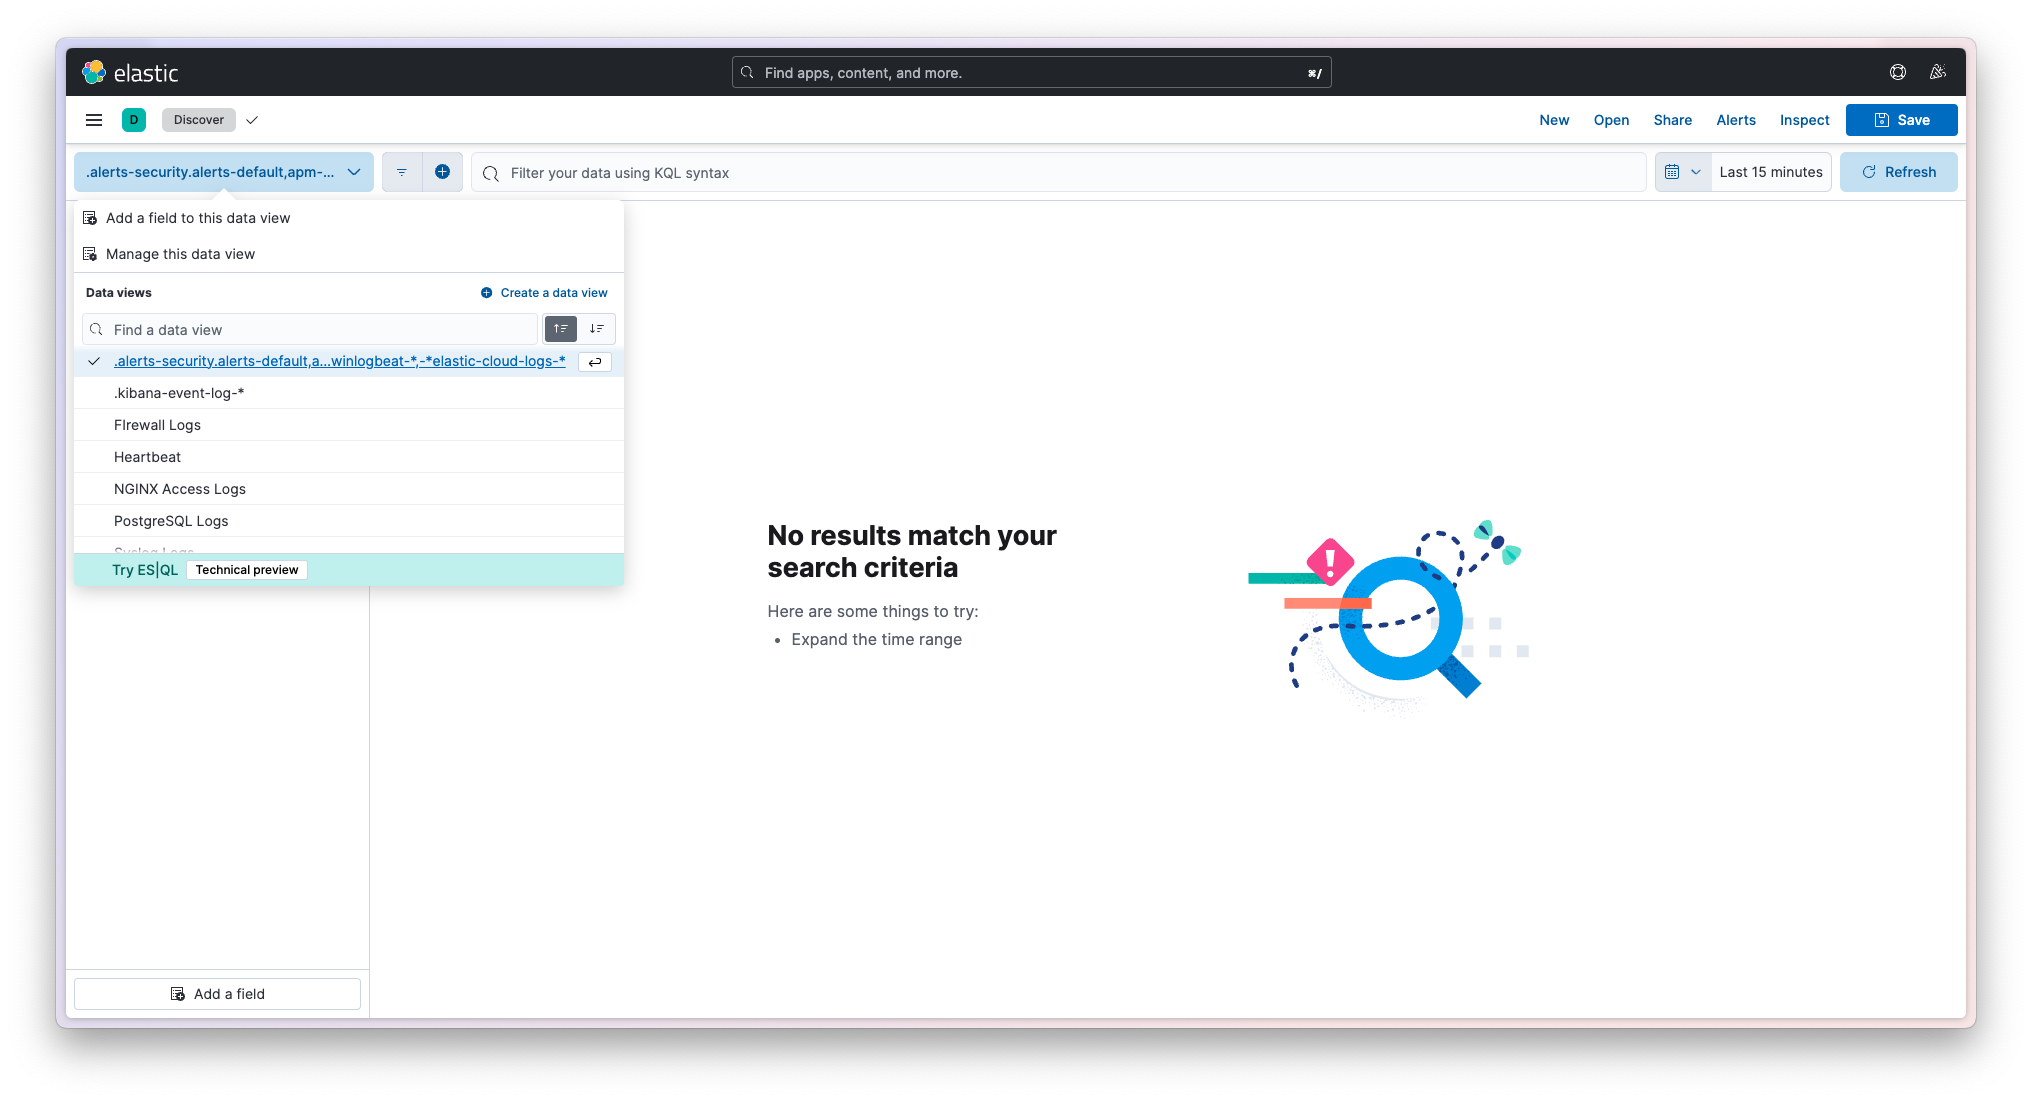 elastic
Find apps, content, and more.
⌘/
D
Discover
New
Open
Share
Alerts
Inspect
Save
.alerts-security.alerts-default,apm-...
Filter your data using KQL syntax
Last 15 minutes
Refresh
Add a field to this data view
Manage this data view
Data views
Create a data view
Find a data view
.alerts-security.alerts-default,a...winlogbeat-*,-*elastic-cloud-logs-*
.kibana-event-log-*
FIrewall Logs
Heartbeat
NGINX Access Logs
PostgreSQL Logs
Syslog Logs
Try ES|QL
Technical preview
No results match your
search criteria
Here are some things to try:
• Expand the time range
Add a field